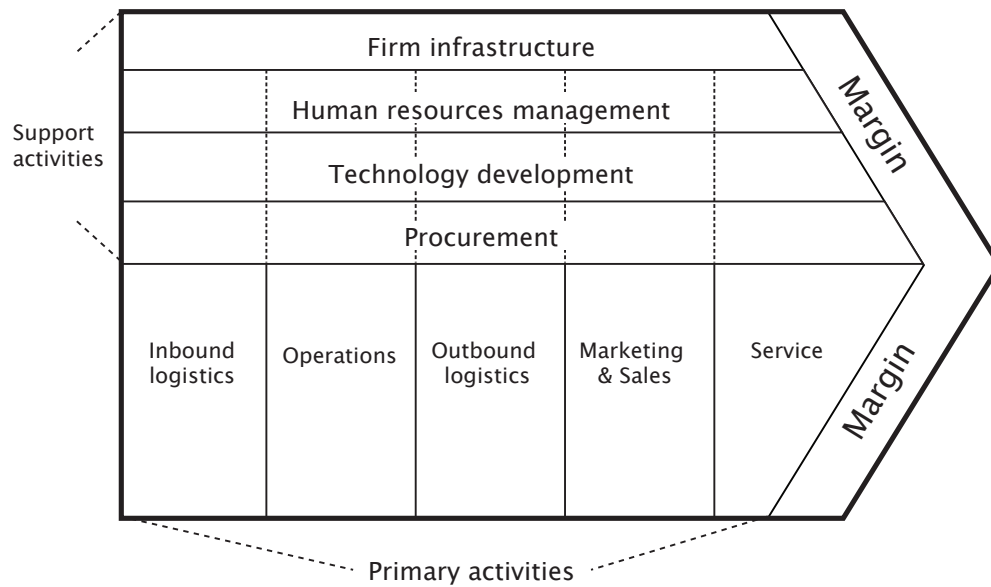 Firm infrastructure
Margin
Human resources management
Support
activities
Technology development
Procurement
Inbound
logistics
Operations
Outbound
logistics
Marketing
& Sales
Service
Margin
Primary activities